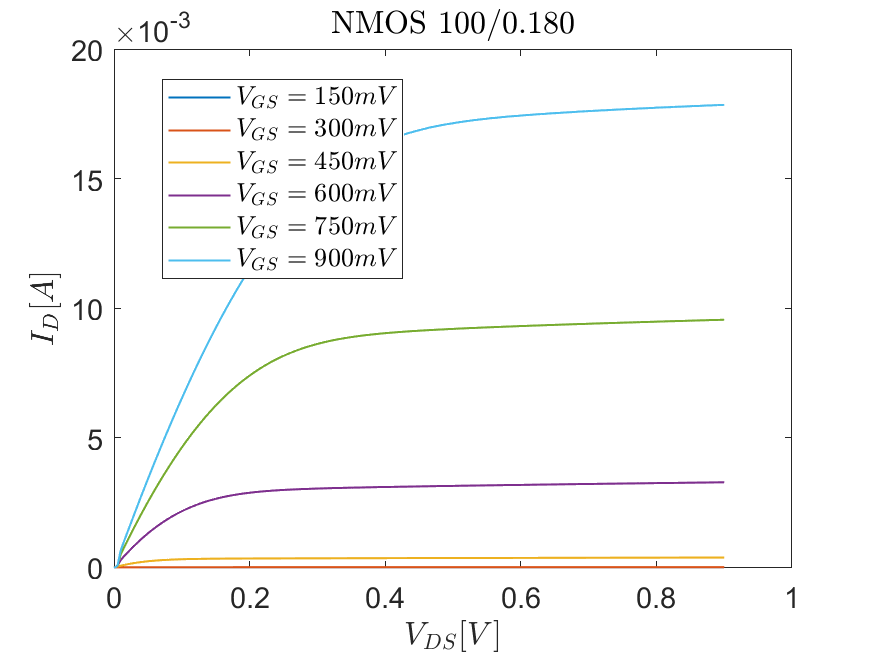 NMOS 100/0.180
×10-3
20
15
10
5
0
V_GS = 150mV
V_GS = 300mV
V_GS = 450mV
V_GS = 600mV
V_GS = 750mV
V_GS = 900mV
I_D[A]
0 0.2 0.4 0.6 0.8 1
V_DS[V]